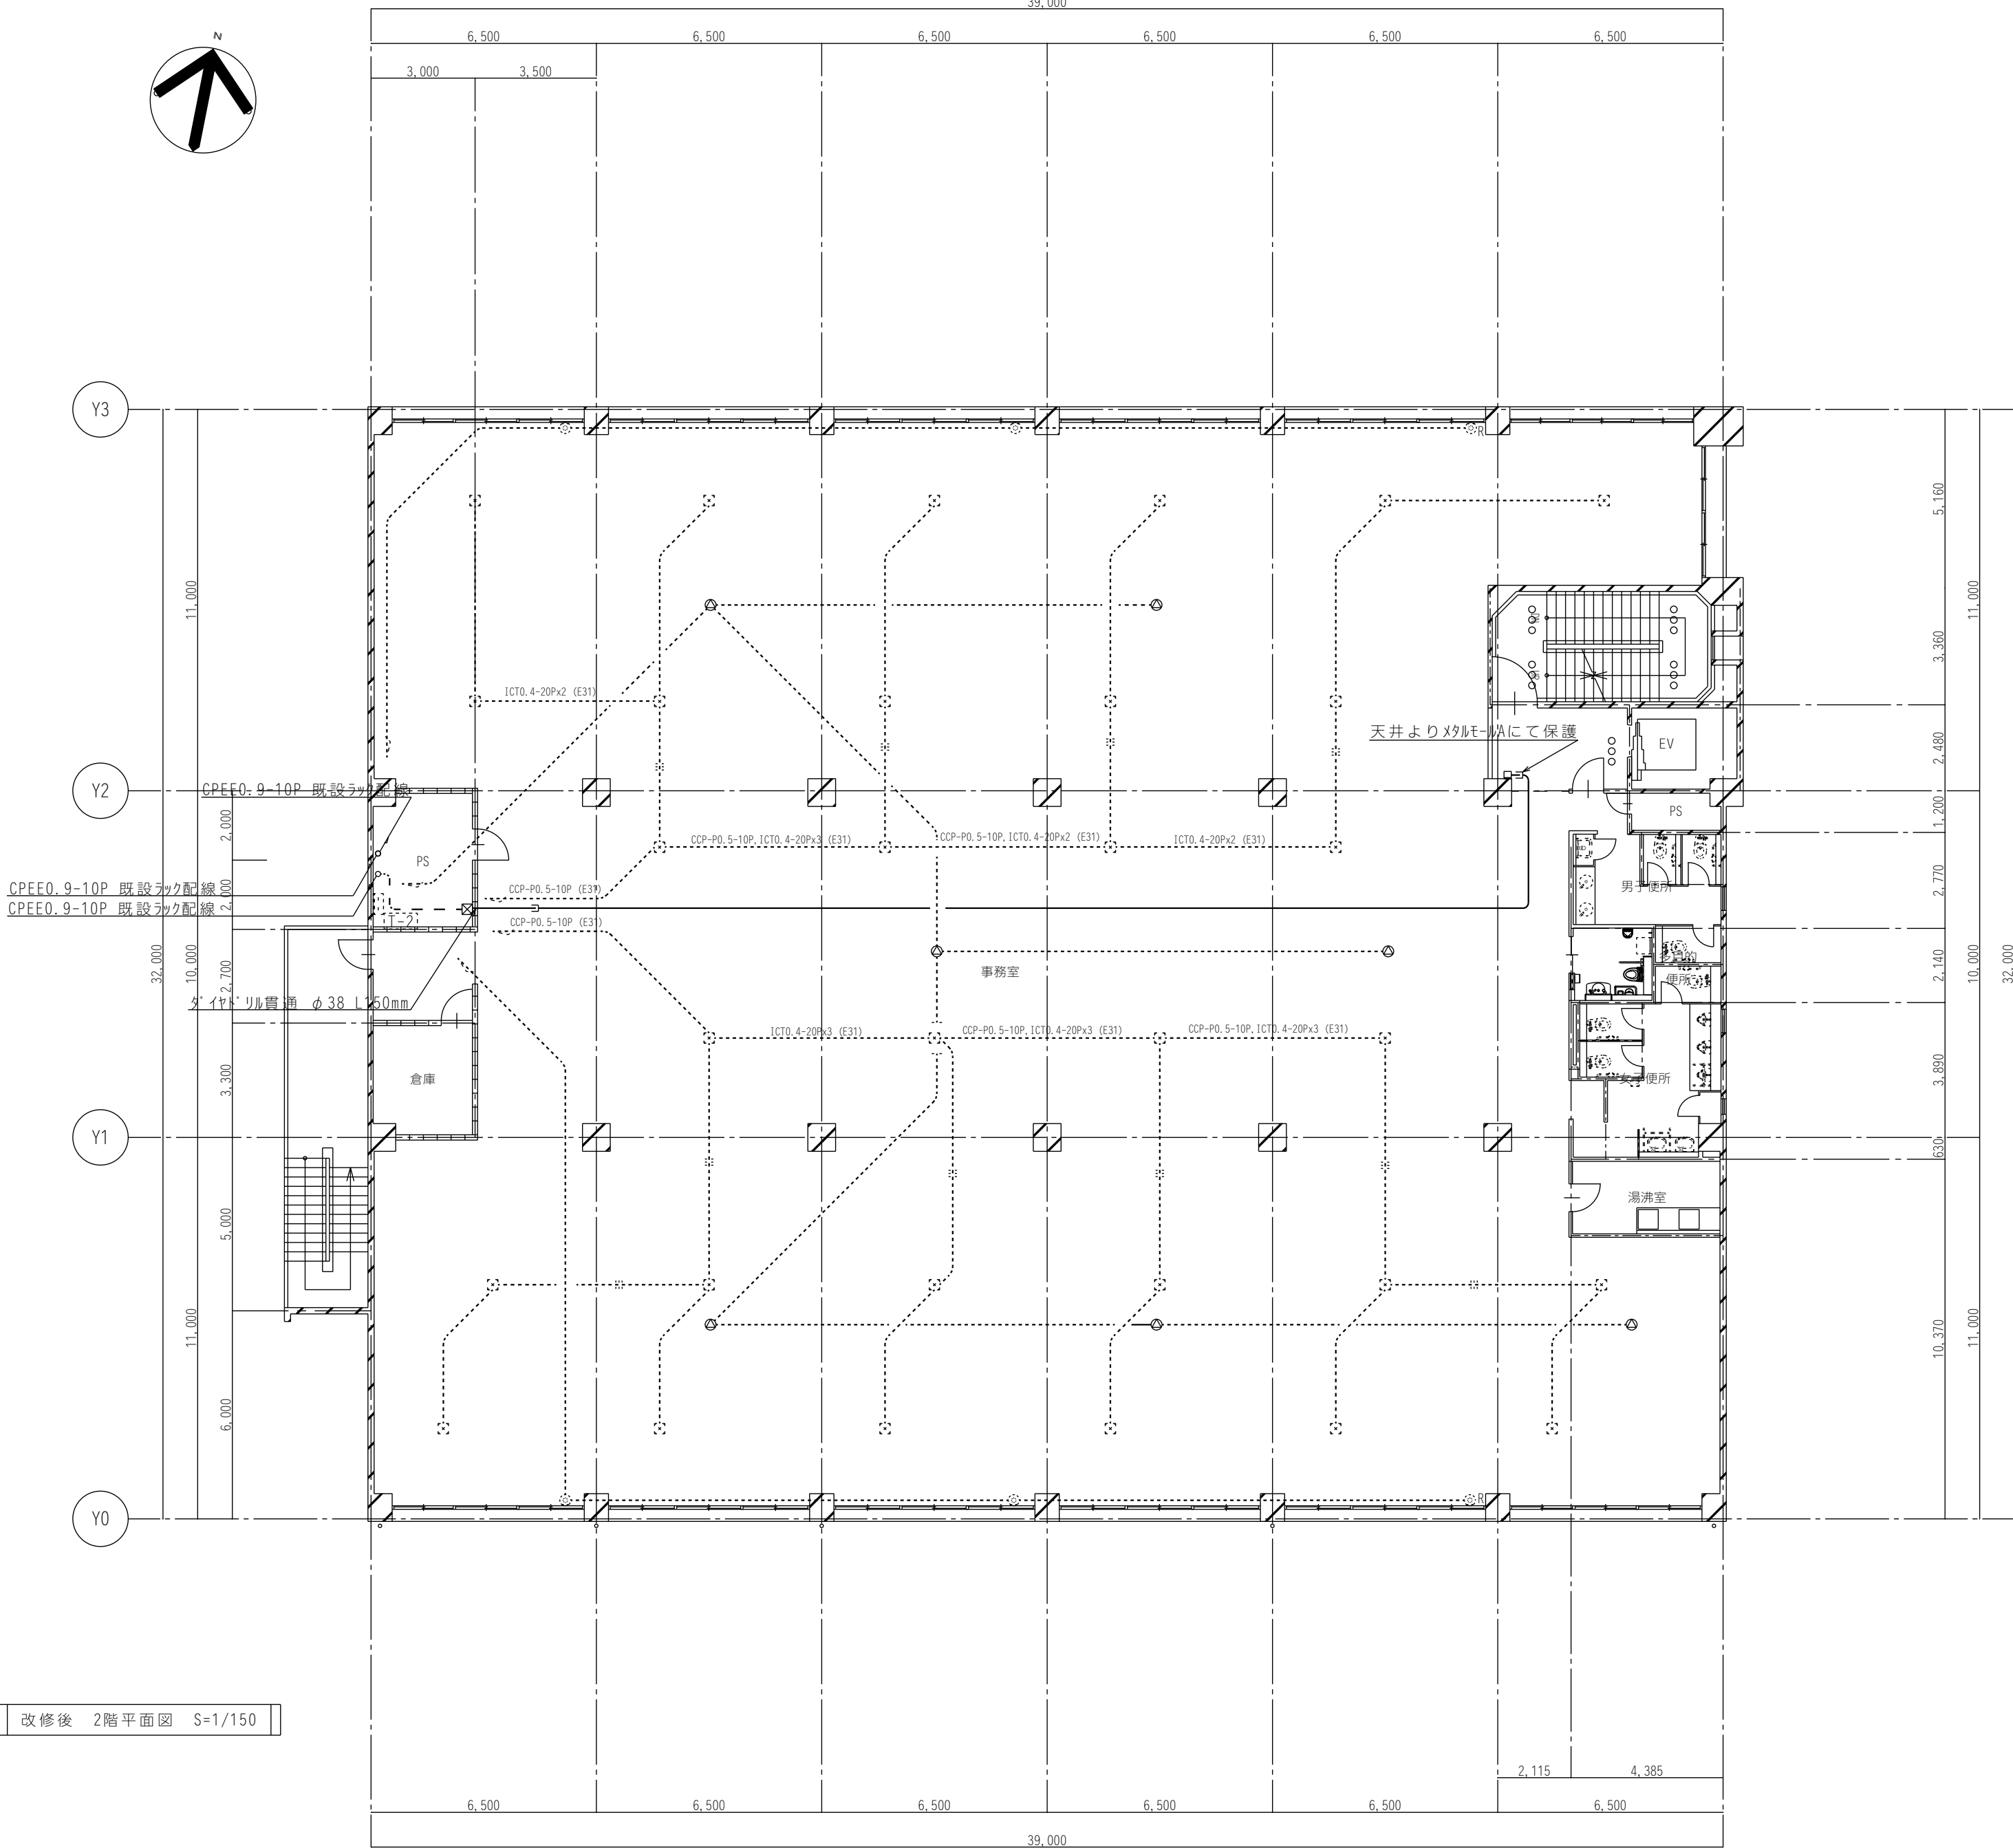 39,000
6,500
6,500
6,500
6,500
6,500
6,500
3,000
3,500
N
Y3
5,160
11,000
11,000
3,360
ICT0.4-20Px2 (E31)
天井よりメタルモールAにて保護
EV
2,480
Y2
CPEE0.9-10P 既設ラック配線
PS
1,200
2,000
CCP-P0.5-10P,ICT0.4-20Px3 (E31)
CCP-P0.5-10P,ICT0.4-20Px2 (E31)
ICT0.4-20Px2 (E31)
PS
2,770
男子便所
CPEE0.9-10P 既設ラック配線
CPEE0.9-10P 既設ラック配線
2,000
CCP-P0.5-10P (E31)
CCP-P0.5-10P (E31)
T-2
32,000
10,000
2,700
事務室
多目的
便所
2,140
10,000
32,000
ダイヤドリル貫通 φ38 L150mm
ICT0.4-20Px3 (E31)
CCP-P0.5-10P,ICT0.4-20Px3 (E31)
CCP-P0.5-10P,ICT0.4-20Px3 (E31)
倉庫
3,300
女子便所
3,890
Y1
630
湯沸室
5,000
11,000
10,370
11,000
6,000
R
R
Y0
改修後 2階平面図 S=1/150
2,115
4,385
6,500
6,500
6,500
6,500
6,500
6,500
39,000